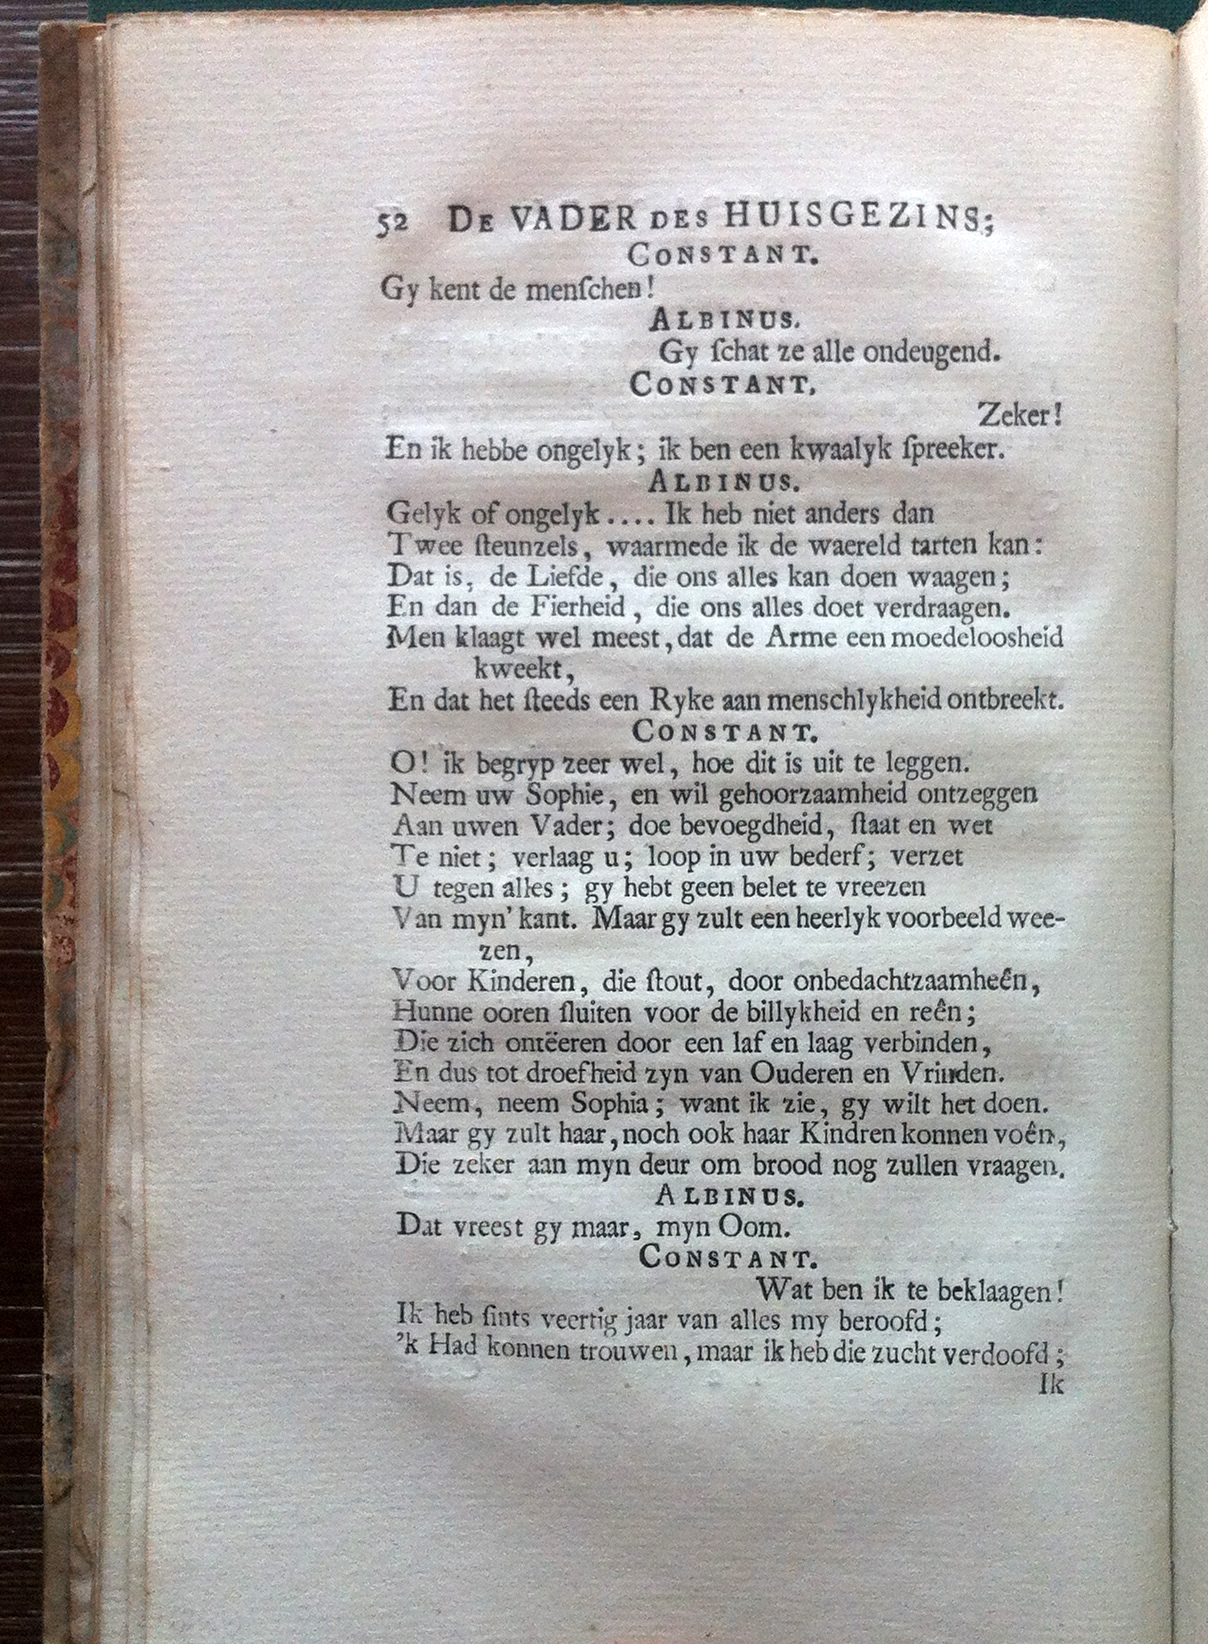 52 De VADER DES HUISGEZINS;
CONSTANT.
Gy kent de menſchen!
ALBINUS.
Gy ſchat ze alle ondeugend.
CONSTANT.
Zeker!
En ik hebbe ongelyk; ik ben een kwaalyk ſpreeker.
ALBINUS.
Gelyk of ongelyk.... Ik heb niet anders dan
Twee ſteunzels, waarmede ik de waereld tarten kan:
Dat is, de Liefde, die ons alles kan doen waagen;
En dan de Fierheid, die ons alles doet verdraagen.
Men klaagt wel meest, dat de Arme een moedeloosheid
kweekt,
En dat het ſteeds een Ryke aan menschlykheid ontbreekt.
CONSTANT.
O! ik begryp zeer wel, hoe dit is uit te leggen.
Neem uw Sophie, en wil gehoorzaamheid ontzeggen
Aan uwen Vader; doe bevoegdheid, ſtaat en wet
Te niet; verlaag u; loop in uw bederf; verzet
U tegen alles; gy hebt geen belet te vreezen
Van myn' kant. Maar gy zult een heerlyk voorbeeld wee-
zen,
Voor Kinderen, die ſtout, door onbedachtzaamheên,
Hunne ooren ſluiten voor de billykheid en reên;
Die zich ontëeren door een laf en laag verbinden,
En dus tot droefheid zyn van Ouderen en Vrinden.
Neem, neem Sophia; want ik zie, gy wilt het doen.
Maar gy zult haar, noch ook haar Kindren konnen voên,
Die zeker aan myn deur om brood nog zullen vraagen.
ALBINUS.
Dat vreest gy maar, myn Oom.
CONSTANT.
Wat ben ik te beklaagen!
Ik heb ſints veertig jaar van alles my beroofd;
'k Had konnen trouwen, maar ik heb die zucht verdoofd;
Ik